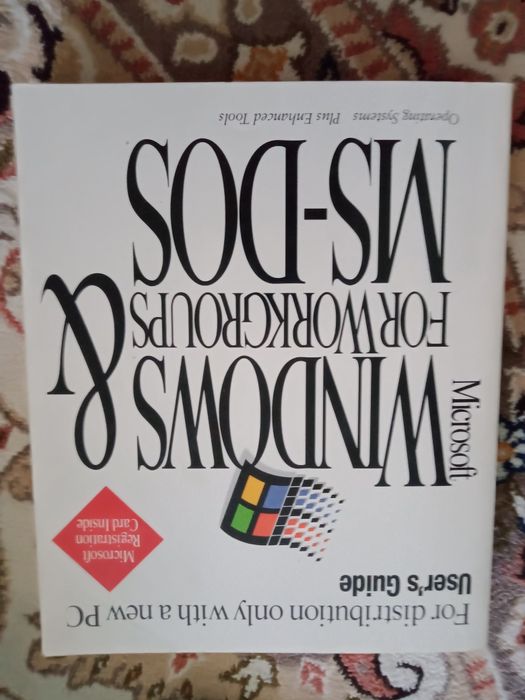 For distribution only with a new PC
User's Guide
Microsoft
Registration
Card Inside
Microsoft
WINDOWS
FOR WORKGROUPS
&
MS-DOS
Operating Systems Plus Enhanced Tools